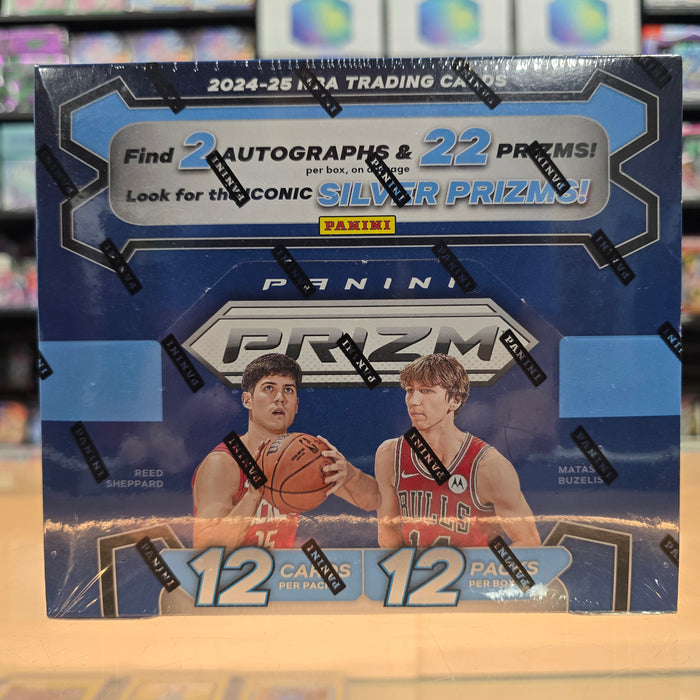 2024-25 NBA TRADING CARDS
Find 2 AUTOGRAPHS & 22 PRIZMS!
per box, on average
Look for the ICONIC SILVER PRIZMS!
PANINI
PANINI
PRIZM
REED
SHEPPARD
MATAS
BUZELIS
BULLS
12 CARDS
PER PACK
12 PACKS
PER BOX